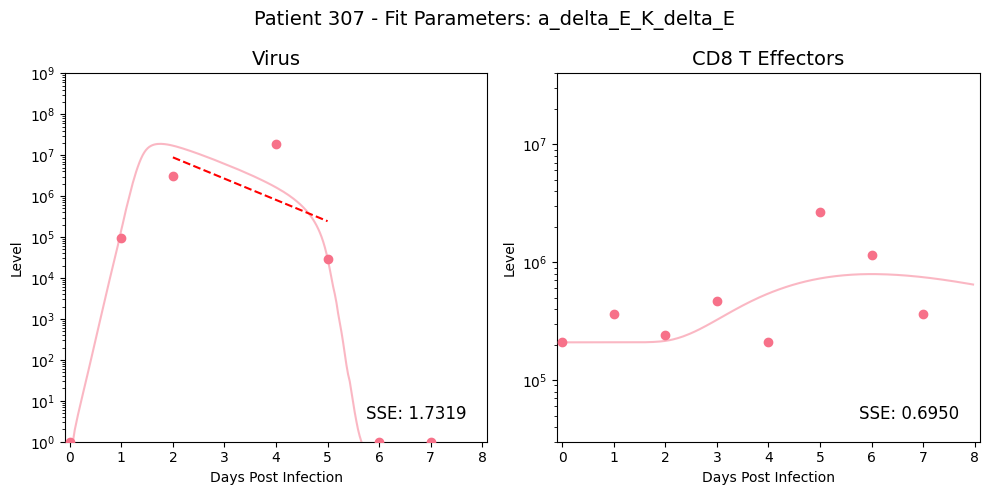 Patient 307 - Fit Parameters: a_delta_E_K_delta_E
Virus
Level
10^9
10^8
10^7
10^6
10^5
10^4
10^3
10^2
10^1
10^0
SSE: 1.7319
0 1 2 3 4 5 6 7 8
Days Post Infection
CD8 T Effectors
Level
10^7
10^6
10^5
SSE: 0.6950
0 1 2 3 4 5 6 7 8
Days Post Infection